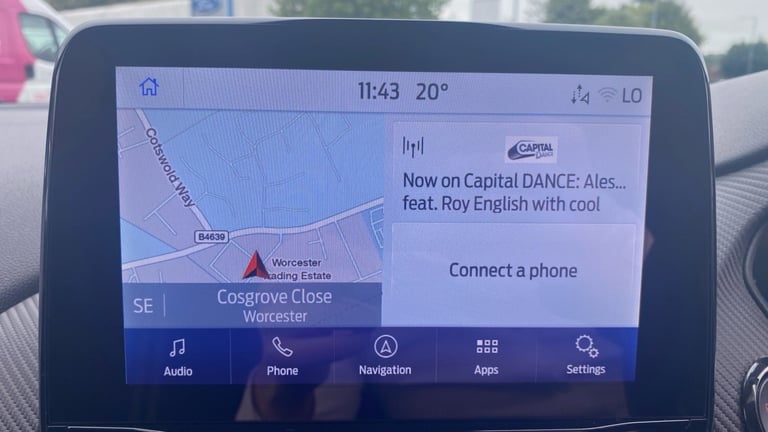 11:43 20°
LO
Cotswold Way
B4639
Worcester
Trading Estate
SE
Cosgrove Close
Worcester
CAPITAL
DANCE
Now on Capital DANCE: Ales...
feat. Roy English with cool
Connect a phone
Audio
Phone
Navigation
Apps
Settings